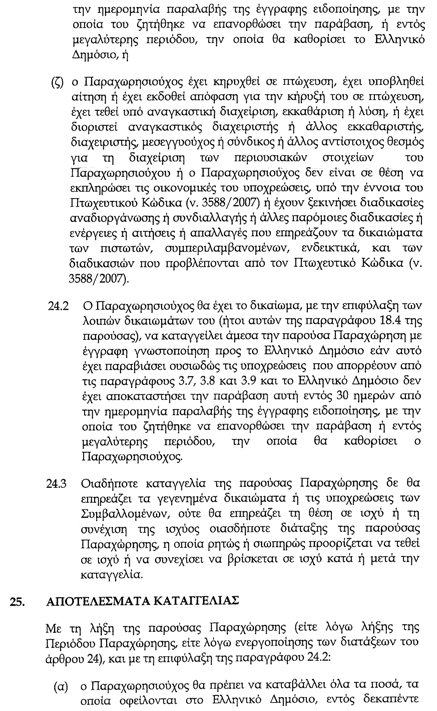 την ημερομηνία παραλαβής της έγγραφης ειδοποίησης, με την
οποία του ζητήθηκε να επανορθώσει την παράβαση, ή εντός
μεγαλύτερης περιόδου, την οποία θα καθορίσει το Ελληνικό
Δημόσιο, ή
(ζ) ο Παραχωρησιούχος έχει κηρυχθεί σε πτώχευση, έχει υποβληθεί
αίτηση ή έχει εκδοθεί απόφαση για την κήρυξή του σε πτώχευση,
έχει τεθεί υπό αναγκαστική διαχείριση, εκκαθάριση ή λύση, ή έχει
διοριστεί αναγκαστικός διαχειριστής ή άλλος εκκαθαριστής,
διαχειριστής, μεσεγγυούχος ή σύνδικος ή άλλος αντίστοιχος θεσμός
για τη διαχείριση των περιουσιακών στοιχείων του
Παραχωρησιούχου ή ο Παραχωρησιούχος δεν είναι σε θέση να
εκπληρώσει τις οικονομικές του υποχρεώσεις, υπό την έννοια του
Πτωχευτικού Κώδικα (ν. 3588/2007) ή έχουν ξεκινήσει διαδικασίες
αναδιοργάνωσης ή συνδιαλλαγής ή άλλες παρόμοιες διαδικασίες ή
ενέργειες ή αιτήσεις ή απαλλαγές που επηρεάζουν τα δικαιώματα
των πιστωτών, συμπεριλαμβανομένων, ενδεικτικά, και των
διαδικασιών που προβλέπονται από τον Πτωχευτικό Κώδικα (ν.
3588/2007).
24.2 Ο Παραχωρησιούχος θα έχει το δικαίωμα, με την επιφύλαξη των
λοιπών δικαιωμάτων του (ήτοι αυτών της παραγράφου 18.4 της
παρούσας), να καταγγείλει άμεσα την παρούσα Παραχώρηση με
έγγραφη γνωστοποίηση προς το Ελληνικό Δημόσιο εάν αυτό
έχει παραβιάσει ουσιωδώς τις υποχρεώσεις που απορρέουν από
τις παραγράφους 3.7, 3.8 και 3.9 και το Ελληνικό Δημόσιο δεν
έχει αποκαταστήσει την παράβαση αυτή εντός 30 ημερών από
την ημερομηνία παραλαβής της έγγραφης ειδοποίησης, με την
οποία του ζητήθηκε να επανορθώσει την παράβαση ή εντός
μεγαλύτερης περιόδου, την οποία θα καθορίσει ο
Παραχωρησιούχος.
24.3 Οιαδήποτε καταγγελία της παρούσας Παραχώρησης δε θα
επηρεάζει τα γεγενημένα δικαιώματα ή τις υποχρεώσεις των
Συμβαλλομένων, ούτε θα επηρεάζει τη θέση σε ισχύ ή τη
συνέχιση της ισχύος οιασδήποτε διάταξης της παρούσας
Παραχώρησης, η οποία ρητώς ή σιωπηρώς προορίζεται να τεθεί
σε ισχύ ή να συνεχίσει να βρίσκεται σε ισχύ κατά ή μετά την
καταγγελία.
25. ΑΠΟΤΕΛΕΣΜΑΤΑ ΚΑΤΑΓΓΕΛΙΑΣ
Με τη λήξη της παρούσας Παραχώρησης (είτε λόγω λήξης της
Περιόδου Παραχώρησης, είτε λόγω ενεργοποίησης των διατάξεων του
άρθρου 24), και με τη επιφύλαξη της παραγράφου 24.2:
(α) ο Παραχωρησιούχος θα πρέπει να καταβάλλει όλα τα ποσά, τα
οποία οφείλονται στο Ελληνικό Δημόσιο, εντός δεκαπέντε